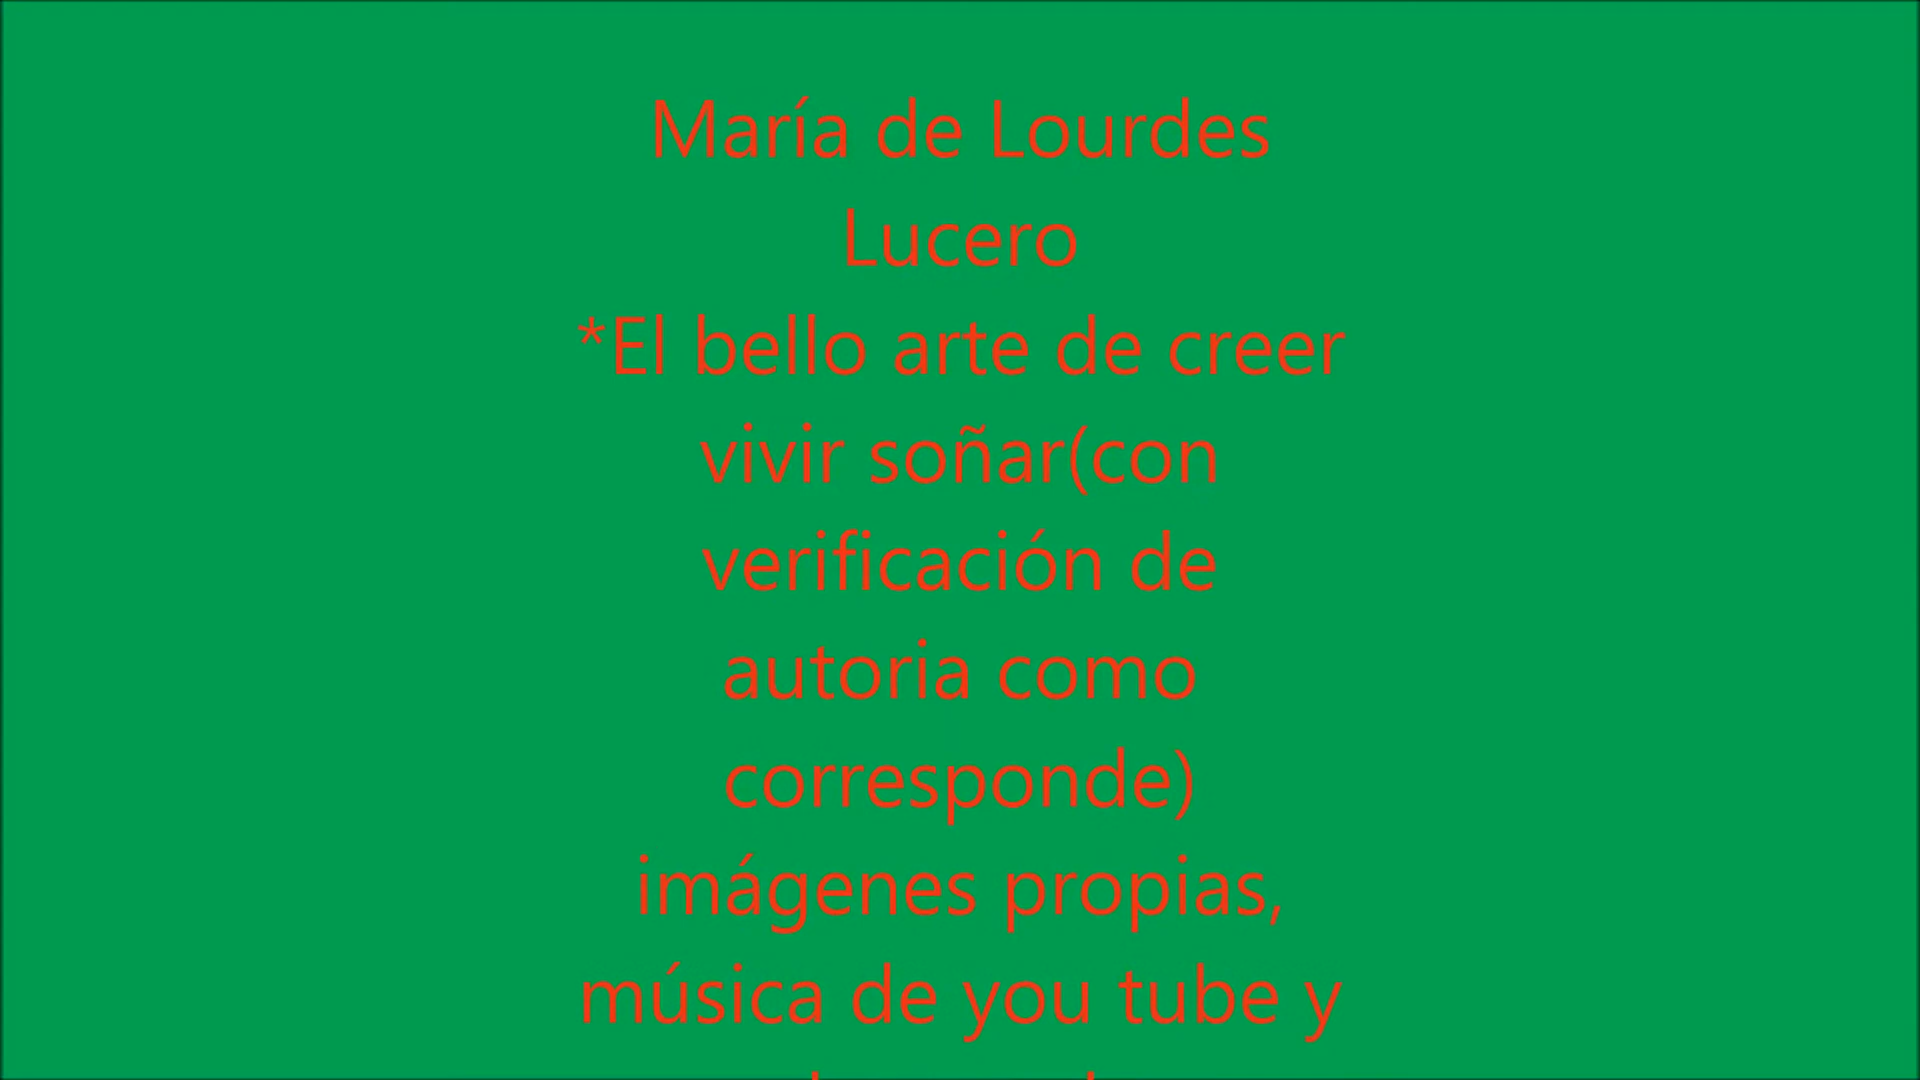 María de Lourdes
Lucero
*El bello arte de creer
vivir soñar(con
verificación de
autoria como
corresponde)
imágenes propias,
música de you tube y